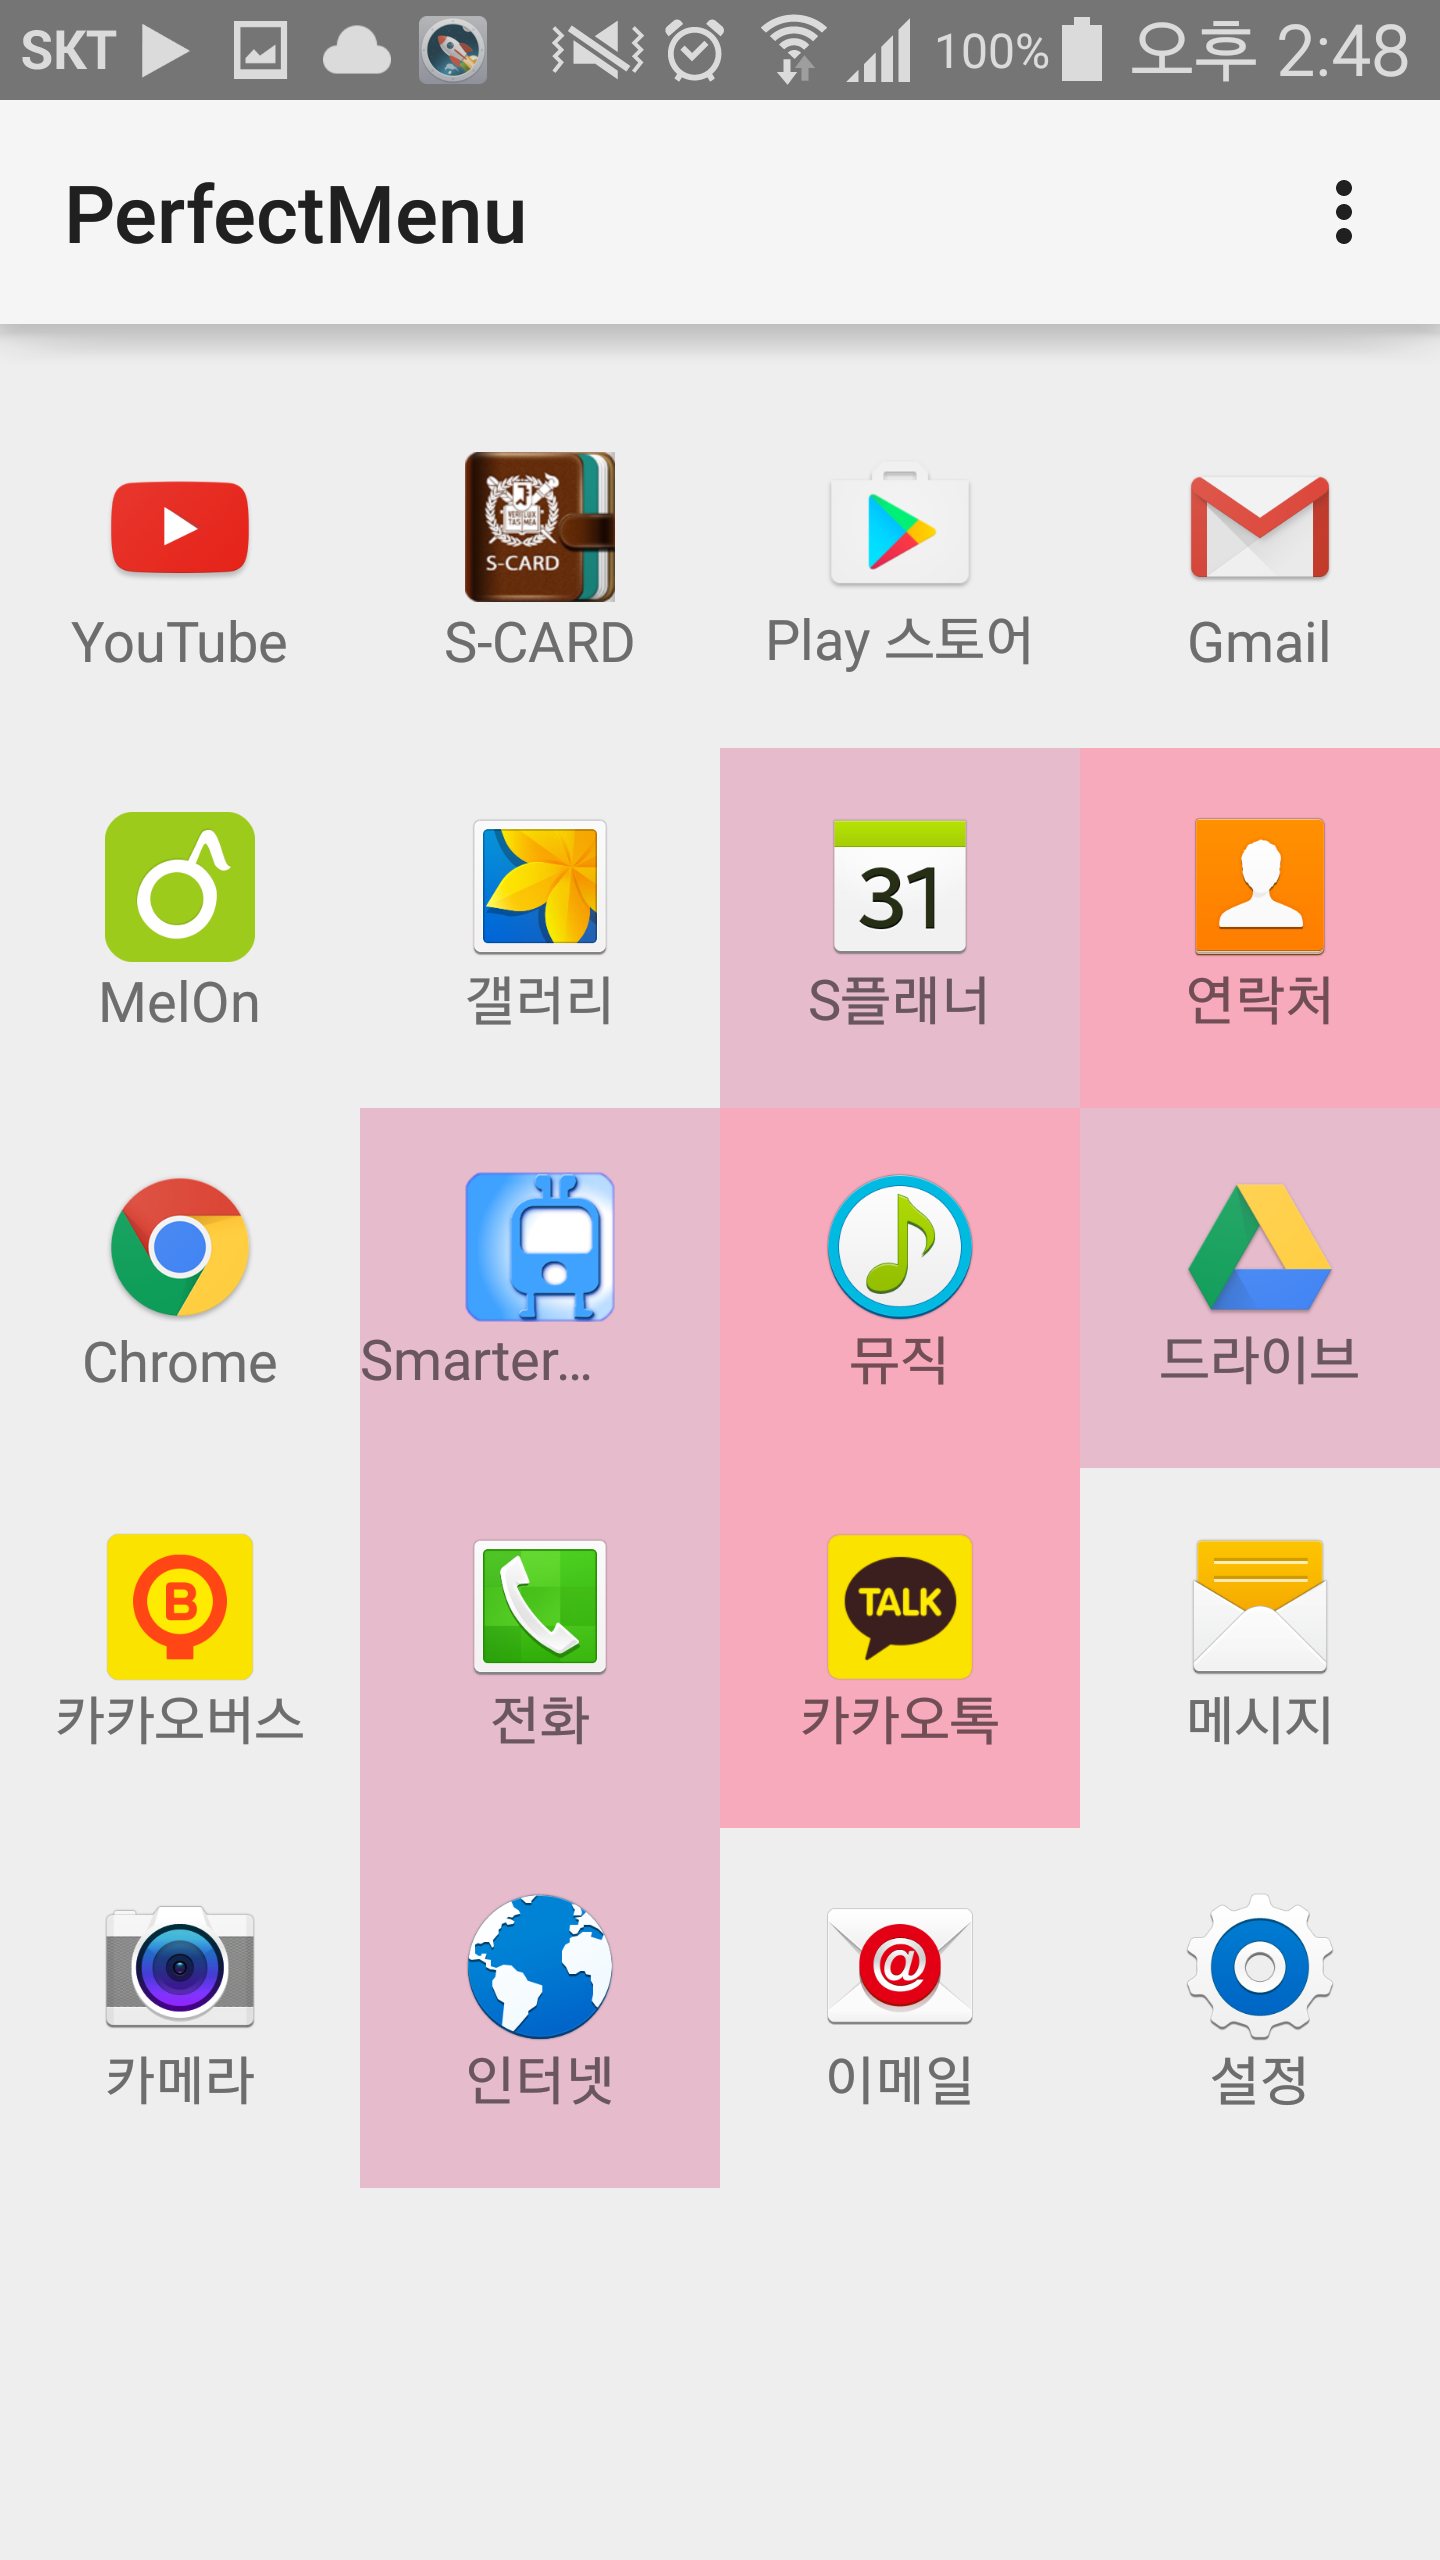 SKT 100% 오후 2:48
PerfectMenu
S-CARD
YouTube S-CARD Play 스토어 Gmail
31
MelOn 갤러리 S플래너 연락처
Chrome Smarter... 뮤직 드라이브
B TALK
카카오버스 전화 카카오톡 메시지
@
카메라 인터넷 이메일 설정